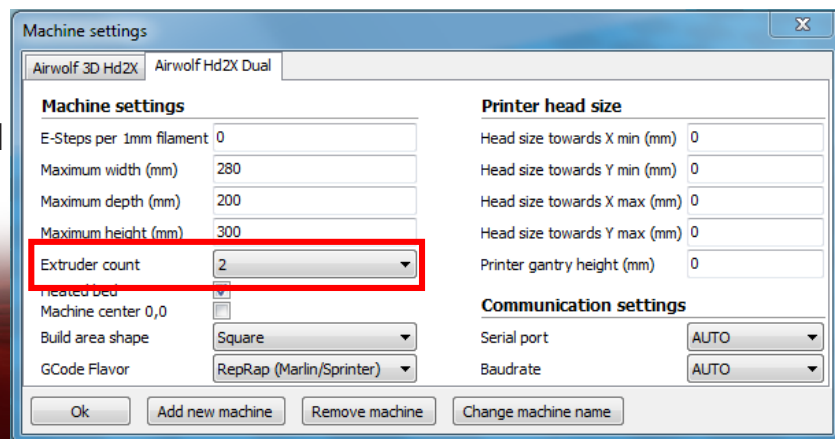 Machine settings
Airwolf 3D Hd2X
Airwolf Hd2X Dual
Machine settings
E-Steps per 1mm filament 0
Maximum width (mm) 280
Maximum depth (mm) 200
Maximum height (mm) 300
Extruder count 2
Heated bed
Machine center 0,0
Build area shape Square
GCode Flavor RepRap (Marlin/Sprinter)
Printer head size
Head size towards X min (mm) 0
Head size towards Y min (mm) 0
Head size towards X max (mm) 0
Head size towards Y max (mm) 0
Printer gantry height (mm) 0
Communication settings
Serial port AUTO
Baudrate AUTO
Ok
Add new machine
Remove machine
Change machine name